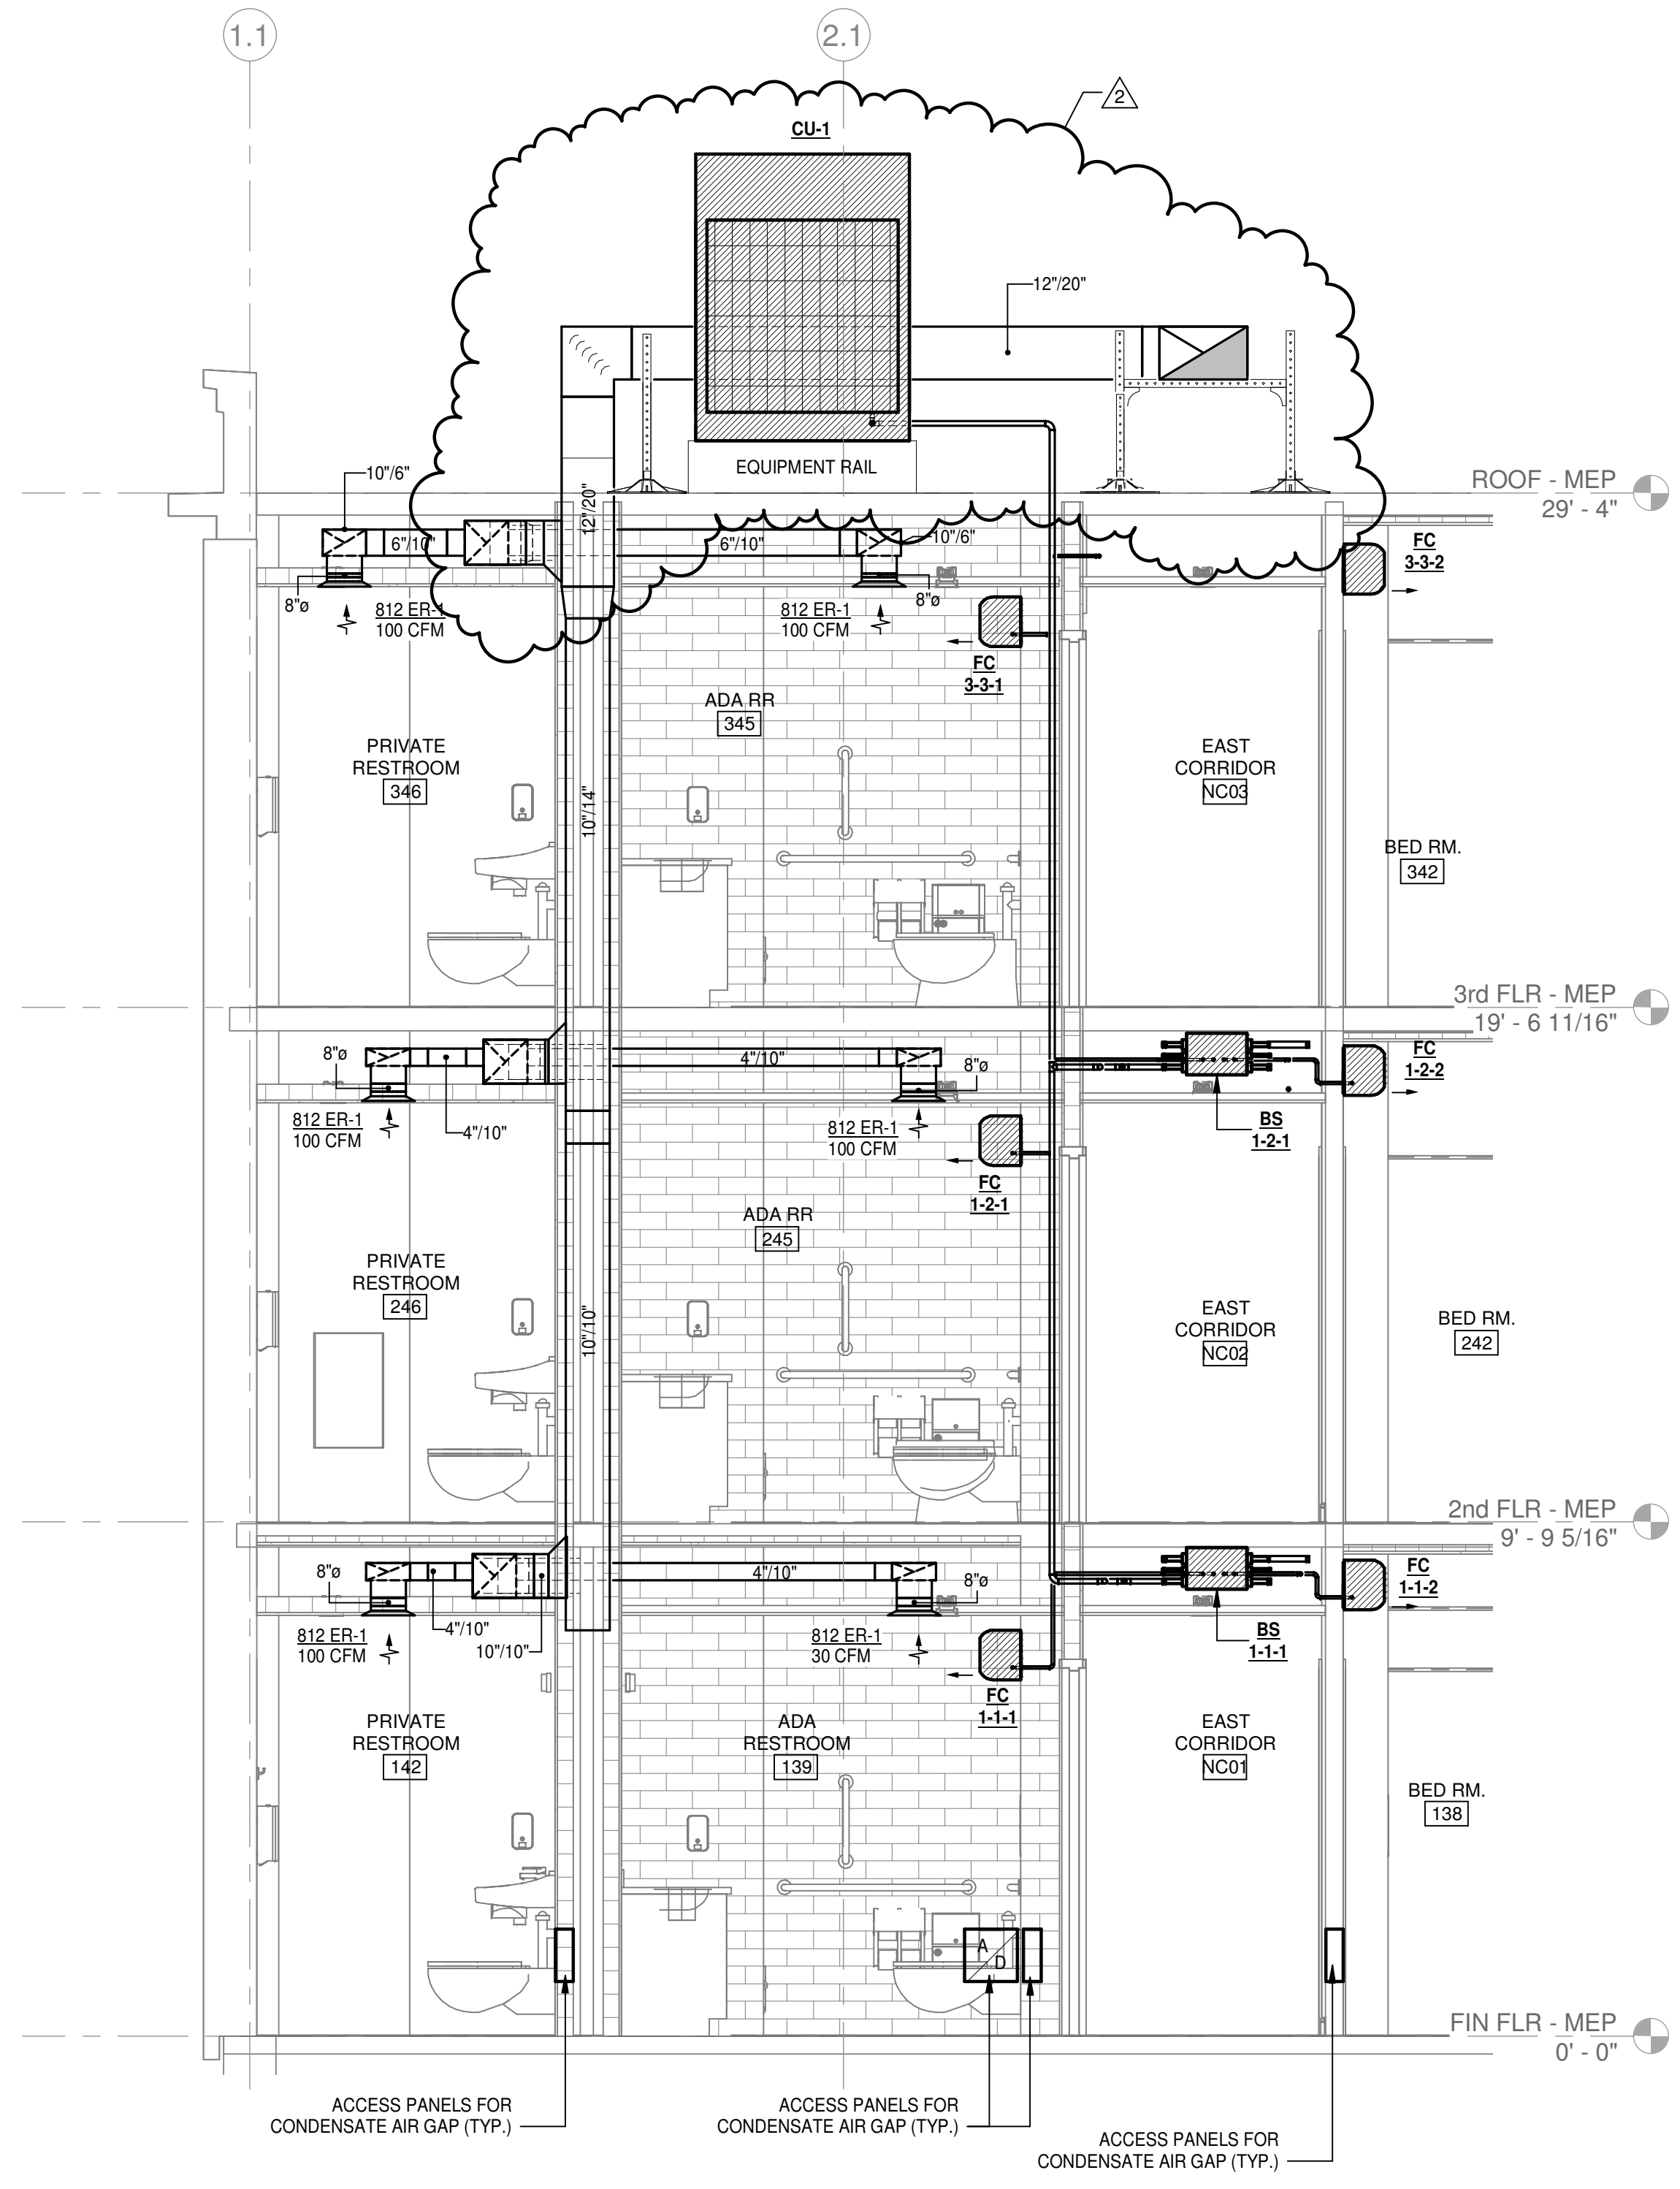 1.1
2.1
2
CU-1
12"/20"
EQUIPMENT RAIL
ROOF - MEP
29' - 4"
10"/6"
12"/20"
6"/10"
6"/10"
10"/6"
FC
3-3-2
8"ø
812 ER-1
100 CFM
812 ER-1
100 CFM
8"ø
FC
3-3-1
ADA RR
345
PRIVATE
RESTROOM
346
EAST
CORRIDOR
NC03
10"/14"
BED RM.
342
3rd FLR - MEP
19' - 6 11/16"
8"ø
4"/10"
8"ø
FC
1-2-2
812 ER-1
100 CFM
4"/10"
812 ER-1
100 CFM
BS
1-2-1
FC
1-2-1
ADA RR
245
PRIVATE
RESTROOM
246
10"/10"
EAST
CORRIDOR
NC02
BED RM.
242
2nd FLR - MEP
9' - 9 5/16"
8"ø
4"/10"
8"ø
FC
1-1-2
812 ER-1
100 CFM
4"/10"
10"/10"
812 ER-1
30 CFM
BS
1-1-1
FC
1-1-1
PRIVATE
RESTROOM
142
ADA
RESTROOM
139
EAST
CORRIDOR
NC01
BED RM.
138
A
D
FIN FLR - MEP
0' - 0"
ACCESS PANELS FOR
CONDENSATE AIR GAP (TYP.)
ACCESS PANELS FOR
CONDENSATE AIR GAP (TYP.)
ACCESS PANELS FOR
CONDENSATE AIR GAP (TYP.)